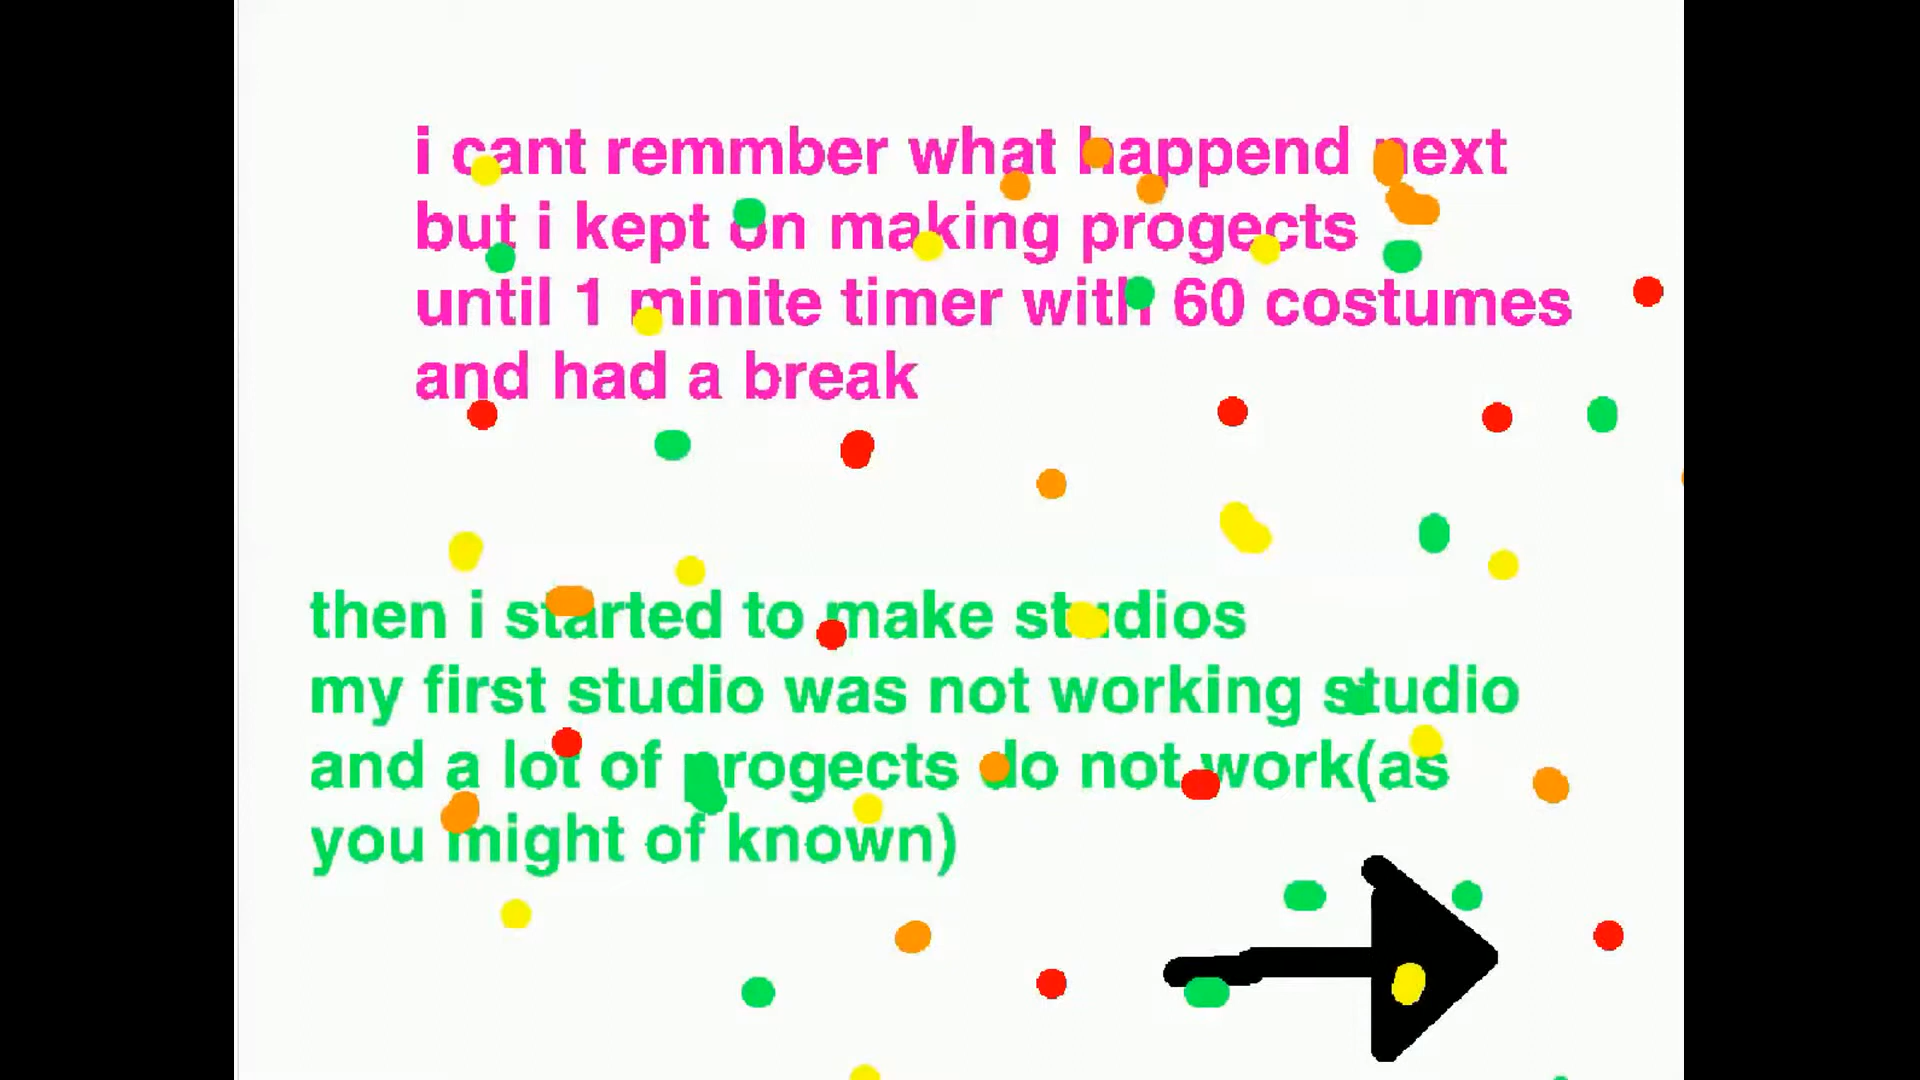 i cant remmber what happend next
but i kept on making progects
until 1 minite timer with 60 costumes
and had a break
then i started to make studios
my first studio was not working studio
and a lot of progects do not work(as
you might of known)